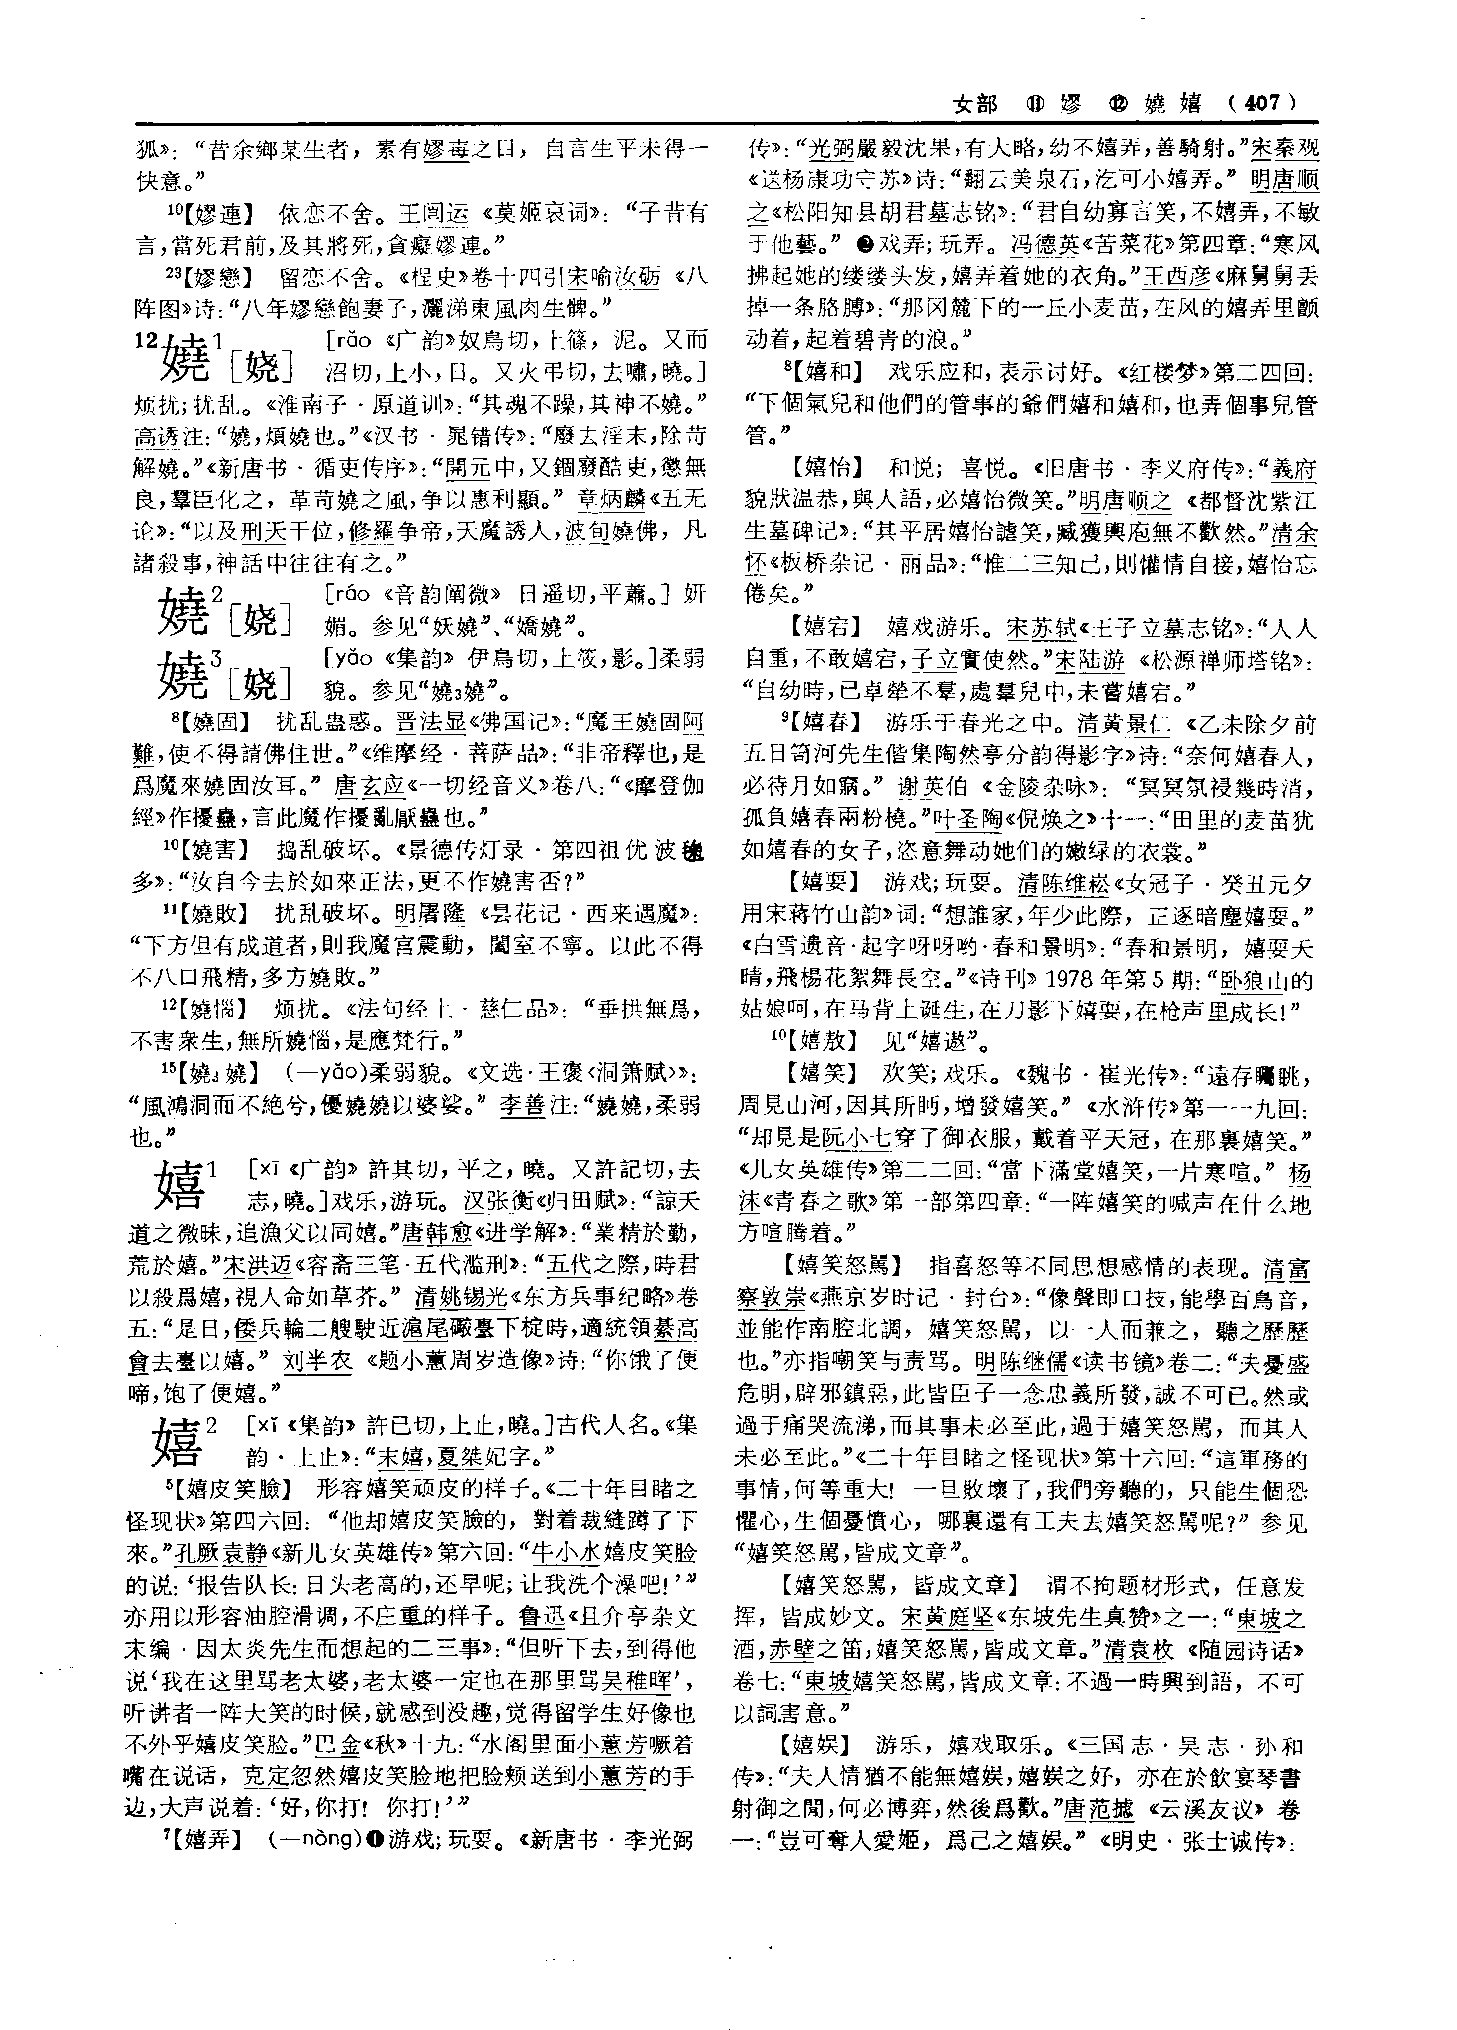 女部 ⑪ 嫪 ⑫ 嬈 嬉 (407)
狐》：“昔余鄉某生者，素有嫪毐之目，自言生平未得一
快意。”
10【嫪連】 依恋不舍。王闿运《莫姬哀词》：“子昔有
言，當死君前，及其將死，貪癡嫪連。”
23【嫪戀】 留恋不舍。《桯史》卷十四引宋喻汝砺《八
阵图》诗：“八年嫪戀飽妻子，灑涕東風肉生髀。”
12嬈1［娆］ ［rǎo《广韵》奴鳥切，上篠，泥。又而
沼切，上小，日。又火弔切，去嘯，曉。］
烦扰；扰乱。《淮南子·原道训》：“其魂不躁，其神不嬈。”
高诱注：“嬈，煩嬈也。”《汉书·晁错传》：“廢去淫末，除苛
解嬈。”《新唐书·循吏传序》：“開元中，又錮廢酷吏，懲無
良，羣臣化之，革苛嬈之風，争以惠利顯。”章炳麟《五无
论》：“以及刑天干位，修羅争帝，天魔誘人，波旬嬈佛，凡
諸殺事，神話中往往有之。”
嬈2［娆］ ［ráo《音韵阐微》日遥切，平蕭。］妍
媚。参见“妖嬈”、“嬌嬈”。
嬈3［娆］ ［yǎo《集韵》伊鳥切，上筱，影。］柔弱
貌。参见“嬈3嬈”。
8【嬈固】 扰乱蛊惑。晋法显《佛国记》：“魔王嬈固阿
難，使不得請佛住世。”《维摩经·菩萨品》：“非帝釋也，是
爲魔來嬈固汝耳。”唐玄应《一切经音义》卷八：“《摩登伽
經》作擾蠱，言此魔作擾亂厭蠱也。”
10【嬈害】 捣乱破坏。《景德传灯录·第四祖优波毱
多》：“汝自今去於如來正法，更不作嬈害否？”
11【嬈敗】 扰乱破坏。明屠隆《昙花记·西来遇魔》：
“下方但有成道者，則我魔宫震動，闔室不寧。以此不得
不八口飛精，多方嬈敗。”
12【嬈惱】 烦扰。《法句经上·慈仁品》：“垂拱無爲，
不害衆生，無所嬈惱，是應梵行。”
15【嬈3嬈】 （—yǎo）柔弱貌。《文选·王褒〈洞箫赋〉》：
“風鴻洞而不絶兮，優嬈嬈以婆娑。”李善注：“嬈嬈，柔弱
也。”
嬉1 ［xī《广韵》許其切，平之，曉。又許記切，去
志，曉。］戏乐，游玩。汉张衡《归田赋》：“諒天
道之微昧，追漁父以同嬉。”唐韩愈《进学解》：“業精於勤，
荒於嬉。”宋洪迈《容斋三笔·五代滥刑》：“五代之際，時君
以殺爲嬉，視人命如草芥。”清姚锡光《东方兵事纪略》卷
五：“是日，倭兵輪二艘駛近滬尾礮臺下椗時，適統領綦高
會去臺以嬉。”刘半农《题小蕙周岁造像》诗：“你饿了便
啼，饱了便嬉。”
嬉2 ［xǐ《集韵》許已切，上止，曉。］古代人名。《集
韵·上止》：“末嬉，夏桀妃字。”
5【嬉皮笑臉】 形容嬉笑顽皮的样子。《二十年目睹之
怪现状》第四六回：“他却嬉皮笑臉的，對着裁縫蹲了下
來。”孔厥袁静《新儿女英雄传》第六回：“牛小水嬉皮笑脸
的说：‘报告队长：日头老高的，还早呢；让我洗个澡吧！’”
亦用以形容油腔滑调，不庄重的样子。鲁迅《且介亭杂文
末编·因太炎先生而想起的二三事》：“但听下去，到得他
说‘我在这里骂老太婆，老太婆一定也在那里骂吴稚晖’，
听讲者一阵大笑的时候，就感到没趣，觉得留学生好像也
不外乎嬉皮笑脸。”巴金《秋》十九：“水阁里面小蕙芳噘着
嘴在说话，克定忽然嬉皮笑脸地把脸颊送到小蕙芳的手
边，大声说着：‘好，你打！ 你打！’”
7【嬉弄】 （—nòng）❶游戏；玩耍。《新唐书·李光弼
传》：“光弼嚴毅沈果，有大略，幼不嬉弄，善騎射。”宋秦观
《送杨康功守苏》诗：“翻云美泉石，汔可小嬉弄。”明唐顺
之《松阳知县胡君墓志铭》：“君自幼寡言笑，不嬉弄，不敏
于他藝。”❷戏弄；玩弄。冯德英《苦菜花》第四章：“寒风
拂起她的缕缕头发，嬉弄着她的衣角。”王西彦《麻舅舅丢
掉一条胳膊》：“那冈麓下的一丘小麦苗，在风的嬉弄里颤
动着，起着碧青的浪。”
8【嬉和】 戏乐应和，表示讨好。《红楼梦》第二四回：
“下個氣兒和他們的管事的爺們嬉和嬉和，也弄個事兒管
管。”
【嬉怡】 和悦；喜悦。《旧唐书·李义府传》：“義府
貌狀温恭，與人語，必嬉怡微笑。”明唐顺之《都督沈紫江
生墓碑记》：“其平居嬉怡謔笑，臧獲輿庖無不歡然。”清余
怀《板桥杂记·丽品》：“惟二三知己，則懽情自接，嬉怡忘
倦矣。”
【嬉宕】 嬉戏游乐。宋苏轼《王子立墓志铭》：“人人
自重，不敢嬉宕，子立實使然。”宋陆游《松源禅师塔铭》：
“自幼時，已卓犖不羣，處羣兒中，未嘗嬉宕。”
9【嬉春】 游乐于春光之中。清黄景仁《乙未除夕前
五日笥河先生偕集陶然亭分韵得影字》诗：“奈何嬉春人，
必待月如𥦗。”谢英伯《金陵杂咏》：“冥冥氛祲幾時消，
孤負嬉春兩粉橈。”叶圣陶《倪焕之》十一：“田里的麦苗犹
如嬉春的女子，恣意舞动她们的嫩绿的衣裳。”
【嬉耍】 游戏；玩耍。清陈维崧《女冠子·癸丑元夕
用宋蒋竹山韵》词：“想誰家，年少此際，正逐暗塵嬉耍。”
《白雪遗音·起字呀呀哟·春和景明》：“春和景明，嬉耍天
晴，飛楊花絮舞長空。”《诗刊》1978年第5期：“卧狼山的
姑娘呵，在马背上诞生，在刀影下嬉耍，在枪声里成长！”
10【嬉敖】 见“嬉遨”。
【嬉笑】 欢笑；戏乐。《魏书·崔光传》：“遠存矚眺，
周見山河，因其所眄，增發嬉笑。”《水浒传》第一一九回：
“却見是阮小七穿了御衣服，戴着平天冠，在那裏嬉笑。”
《儿女英雄传》第二二回：“當下滿堂嬉笑，一片寒喧。”杨
沫《青春之歌》第一部第四章：“一阵嬉笑的喊声在什么地
方喧腾着。”
【嬉笑怒駡】 指喜怒等不同思想感情的表现。清富
察敦崇《燕京岁时记·封台》：“像聲即口技，能學百鳥音，
並能作南腔北調，嬉笑怒駡，以一人而兼之，聽之歷歷
也。”亦指嘲笑与责骂。明陈继儒《读书镜》卷二：“夫憂盛
危明，辟邪鎮惡，此皆臣子一念忠義所發，誠不可已。然或
過于痛哭流涕，而其事未必至此，過于嬉笑怒駡，而其人
未必至此。”《二十年目睹之怪现状》第十六回：“這軍務的
事情，何等重大！ 一旦敗壞了，我們旁聽的，只能生個恐
懼心，生個憂憤心，哪裏還有工夫去嬉笑怒駡呢？”参见
“嬉笑怒駡，皆成文章”。
【嬉笑怒駡，皆成文章】 谓不拘题材形式，任意发
挥，皆成妙文。宋黄庭坚《东坡先生真赞》之一：“東坡之
酒，赤壁之笛，嬉笑怒駡，皆成文章。”清袁枚《随园诗话》
卷七：“東坡嬉笑怒駡，皆成文章：不過一時興到語，不可
以詞害意。”
【嬉娱】 游乐，嬉戏取乐。《三国志·吴志·孙和
传》：“夫人情猶不能無嬉娱，嬉娱之好，亦在於飲宴琴書
射御之閒，何必博弈，然後爲歡。”唐范摅《云溪友议》卷
一：“豈可奪人愛姬，爲己之嬉娱。”《明史·张士诚传》：